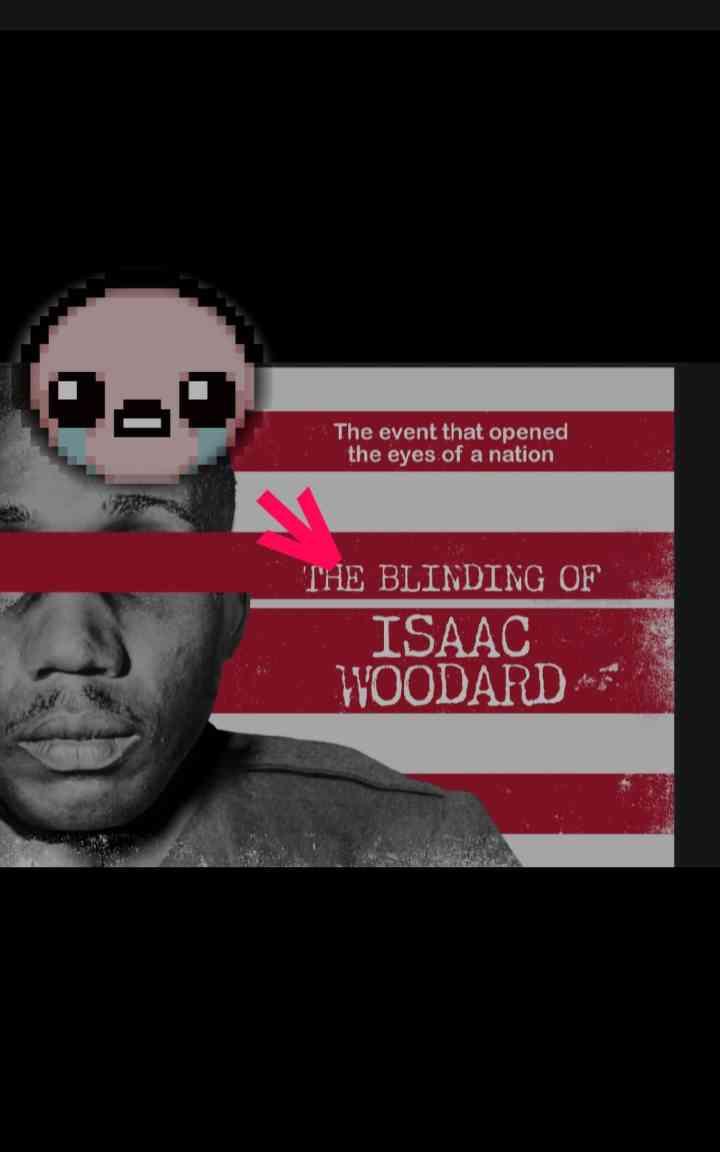 The event that opened
the eyes of a nation
THE BLINDING OF
ISAAC
WOODARD